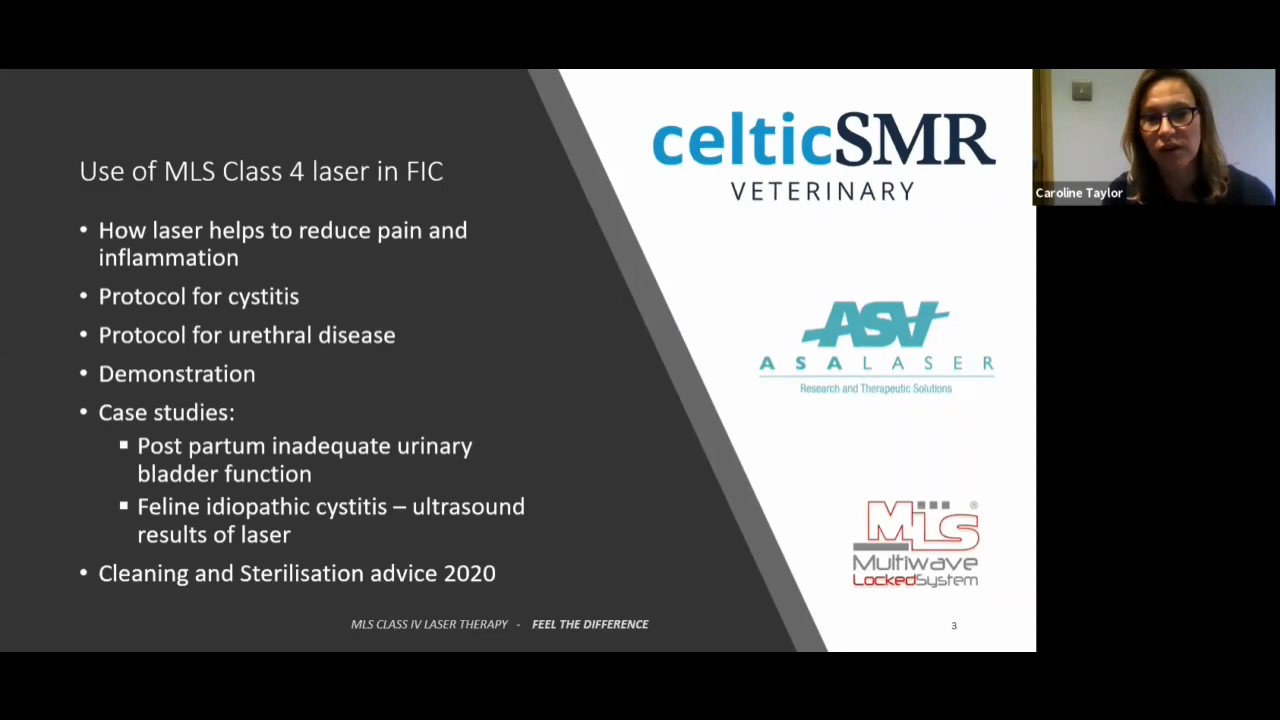 Use of MLS Class 4 laser in FIC
• How laser helps to reduce pain and
inflammation
• Protocol for cystitis
• Protocol for urethral disease
• Demonstration
• Case studies:
▪ Post partum inadequate urinary
bladder function
▪ Feline idiopathic cystitis – ultrasound
results of laser
• Cleaning and Sterilisation advice 2020
MLS CLASS IV LASER THERAPY - FEEL THE DIFFERENCE
celticSMR
VETERINARY
ASA
ASALASER
Research and Therapeutic Solutions
MLS®
Multiwave
LockedSystem
3
Caroline Taylor